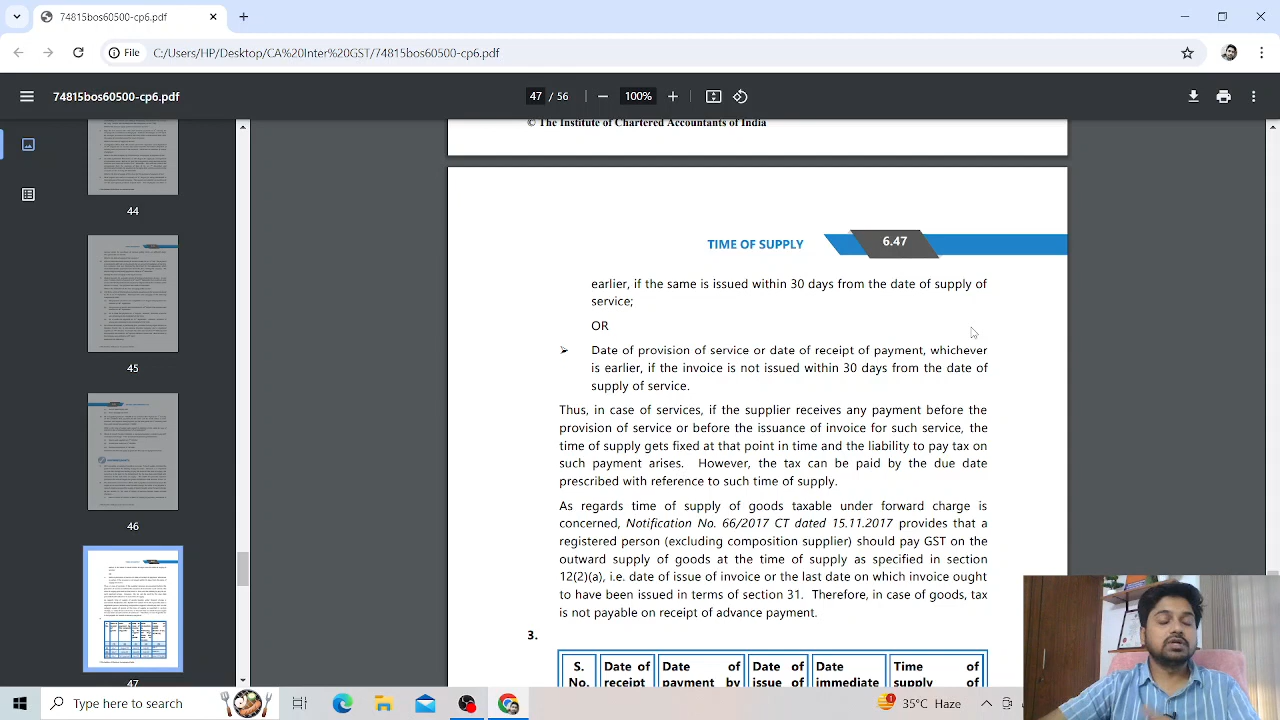 74815bos60500-cp6.pdf
File C:/Users/HP/Desktop/CA%20Inter%20GST/74815bos60500-cp6.pdf
74815bos60500-cp6.pdf 47 / 56 100%
44
45
46
47
© The Institute of Chartered Accountants of India
TIME OF SUPPLY 6.47
earlier, if the same is issued within 30 days from the date of supply of
service;
OR
➢ Date of provision of service or date of receipt of payment, whichever
is earlier, if the invoice is not issued within 30 days from the date of
supply of service.
in case of services, if the supplier receives any payment before the
provision of service or before the issuance of invoice for such service, the
time of supply gets fixed at that point in time and the liability to pay tax on
such payment arises. However, the tax can be paid by the due date
prescribed with reference to such time of supply.
As regards time of supply of goods taxable under forward charge is
concerned, Notification No. 66/2017 CT dated 15.11.2017 provides that a
registered person (excluding composition supplier) should pay GST on the
outward supply of goods at the time of supply as specified in section
12(2)(a), i.e. date of issue of invoice or the last date on which invoice ought
to have been issued in terms of section 31. Therefore, in case of goods, tax
is not payable on receipt of advance payment.
3.
S. Date of Date of Date of Date Time of
No. receipt payment by issue of immediate supply of
Type here to search
1
35°C Haze